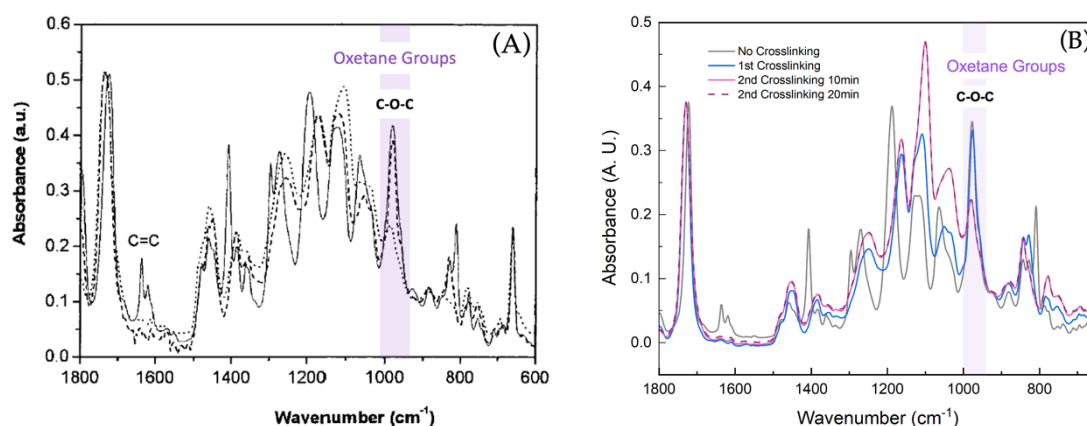 (A)
Oxetane Groups
C-O-C
C=C
Absorbance (a.u.)
0.6
0.5
0.4
0.3
0.2
0.1
0.0
1800 1600 1400 1200 1000 800 600
Wavenumber (cm⁻¹)
(B)
No Crosslinking
1st Crosslinking
2nd Crosslinking 10min
2nd Crosslinking 20min
Oxetane Groups
C-O-C
Absorbance (A. U.)
0.5
0.4
0.3
0.2
0.1
0.0
1800 1600 1400 1200 1000 800
Wavenumber (cm⁻¹)